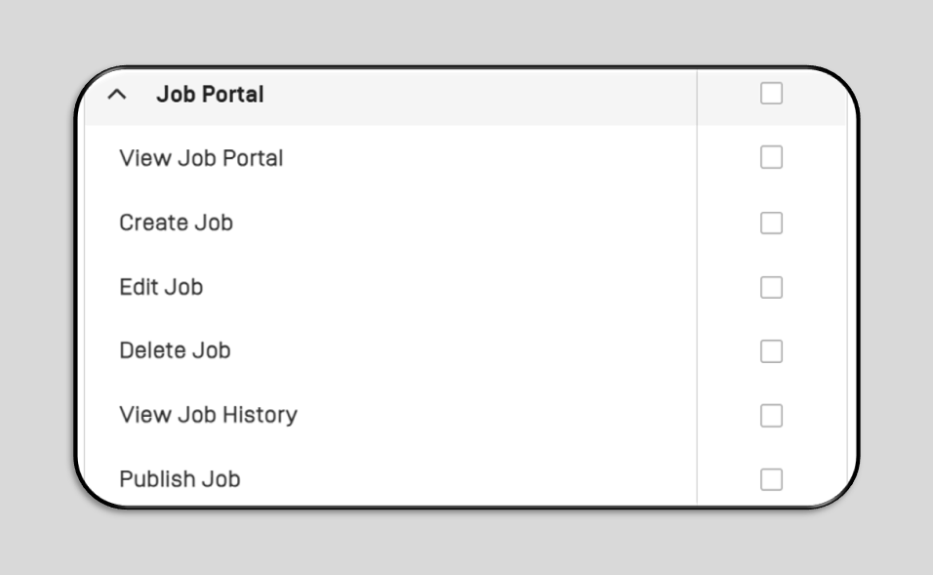 Job Portal
View Job Portal
Create Job
Edit Job
Delete Job
View Job History
Publish Job